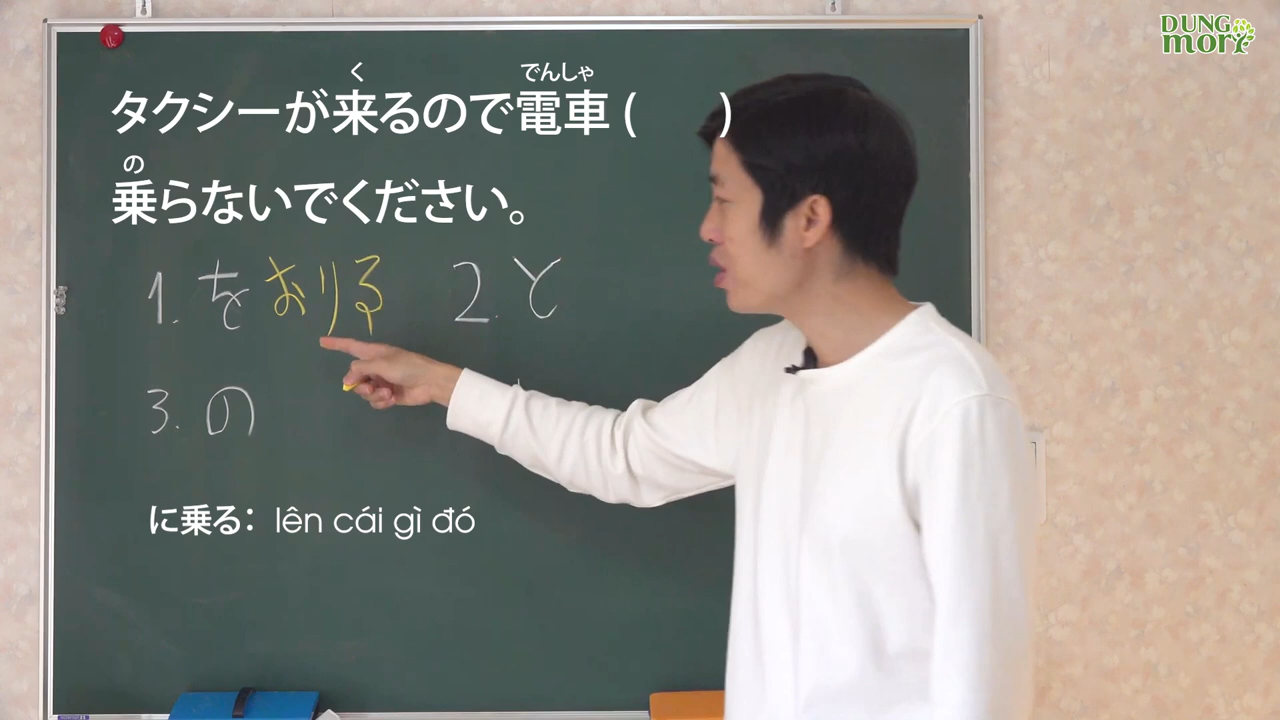 DUNG
mori
く でんしゃ
タクシーが来るので電車 (   )
の
乗らないでください。
1. を おりる 2. と
3. の
に乗る: lên cái gì đó